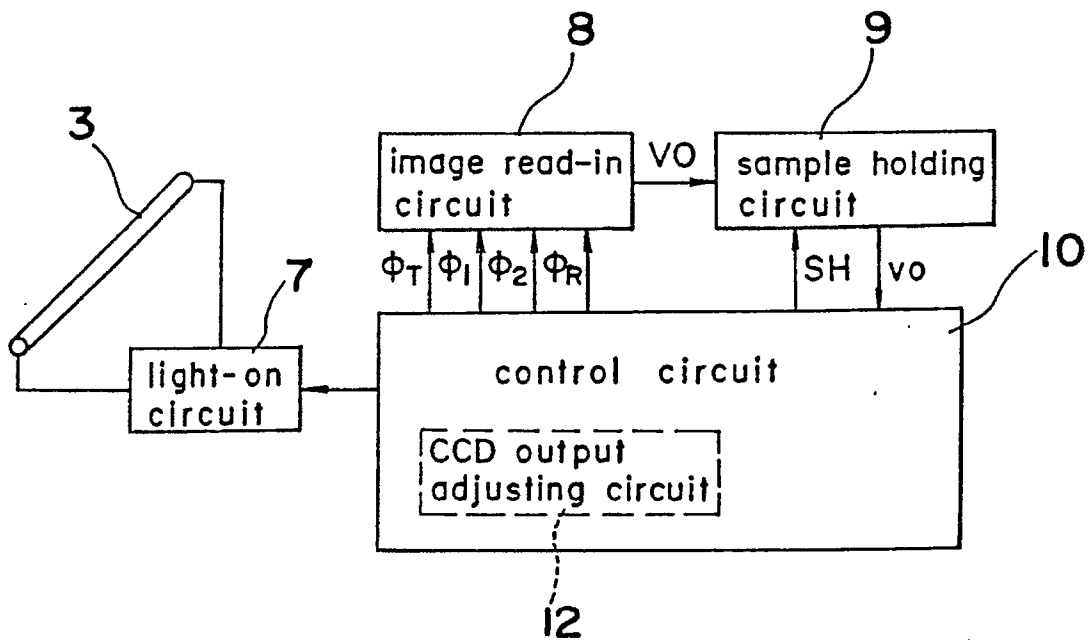 8
9
3
image read-in
circuit
VO
sample holding
circuit
ΦT Φ1 Φ2 ΦR
SH
vo
10
7
light-on
circuit
control circuit
CCD output
adjusting circuit
12